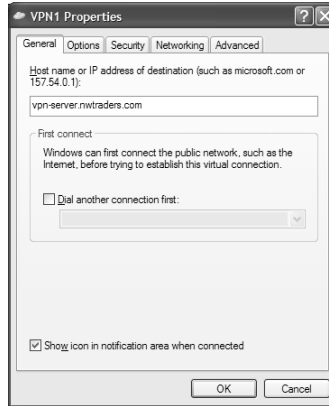 VPN1 Properties
General Options Security Networking Advanced
Host name or IP address of destination (such as microsoft.com or
157.54.0.1):
vpn-server.nwtraders.com
First connect
Windows can first connect the public network, such as the
Internet, before trying to establish this virtual connection.
Dial another connection first:
Show icon in notification area when connected
OK Cancel